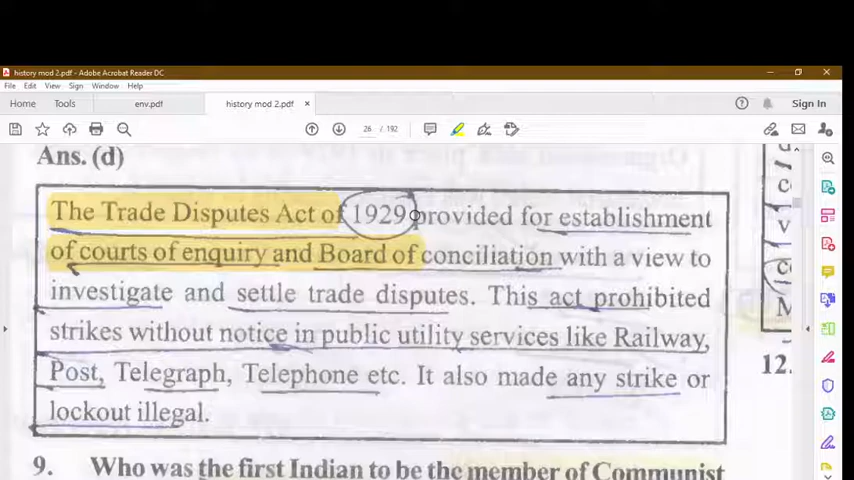 history mod 2.pdf - Adobe Acrobat Reader DC
File Edit View Sign Window Help
Home Tools env.pdf history mod 2.pdf × Sign In
26 / 192
Ans. (d)
The Trade Disputes Act of 1929 provided for establishment
of courts of enquiry and Board of conciliation with a view to
investigate and settle trade disputes. This act prohibited
strikes without notice in public utility services like Railway,
Post, Telegraph, Telephone etc. It also made any strike or
lockout illegal.
12.
9. Who was the first Indian to be the member of Communist